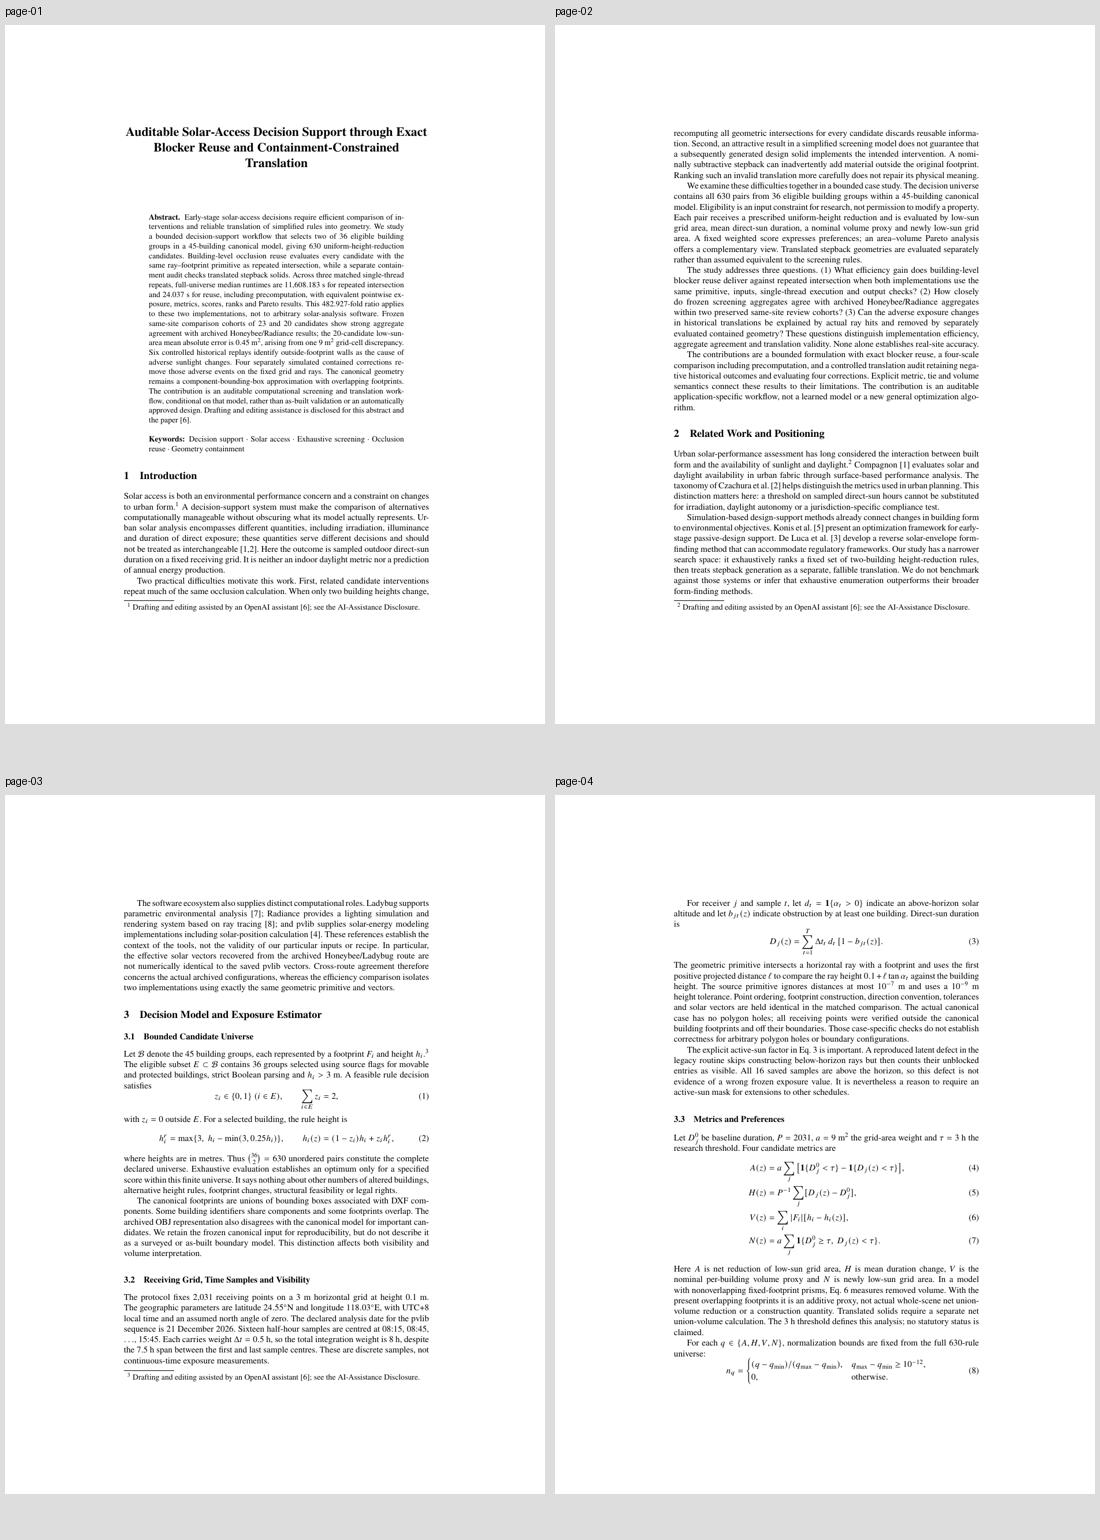 page-01
Auditable Solar-Access Decision Support through Exact
Blocker Reuse and Containment-Constrained
Translation
Abstract. Early-stage solar-access decisions require efficient comparison of in-
terventions and reliable translation of simplified rules into geometry. We study
a bounded decision-support workflow that selects two of 36 eligible building
groups in a 45-building canonical model, giving 630 uniform-height-reduction
candidates. Building-level occlusion reuse evaluates every candidate with the
same ray–footprint primitive as repeated intersection, while a separate contain-
ment audit checks translated stepback solids. Across three matched single-thread
repeats, full-universe median runtimes are 11,608.183 s for repeated intersection
and 24.037 s for reuse, including precomputation, with equivalent pointwise ex-
posure, metrics, scores, ranks and Pareto results. This 482.927-fold ratio applies
to these two implementations, not to arbitrary solar-analysis software. Frozen
same-site comparison cohorts of 23 and 20 candidates show strong aggregate
agreement with archived Honeybee/Radiance results; the 20-candidate low-sun-
area mean absolute error is 0.45 m², arising from one 9 m² grid-cell discrepancy.
Six controlled historical replays identify outside-footprint walls as the cause of
adverse sunlight changes. Four separately simulated contained corrections re-
move those adverse events on the fixed grid and rays. The canonical geometry
remains a component-bounding-box approximation with overlapping footprints.
The contribution is an auditable computational screening and translation work-
flow, conditional on that model, rather than as-built validation or an automatically
approved design. Drafting and editing assistance is disclosed for this abstract and
the paper [6].
Keywords: Decision support · Solar access · Exhaustive screening · Occlusion
reuse · Geometry containment
1 Introduction
Solar access is both an environmental performance concern and a constraint on changes
to urban form.¹ A decision-support system must make the comparison of alternatives
computationally manageable without obscuring what its model actually represents. Ur-
ban solar analysis encompasses different quantities, including irradiation, illuminance
and duration of direct exposure; these quantities serve different decisions and should
not be treated as interchangeable [1,2]. Here the outcome is sampled outdoor direct-sun
duration on a fixed receiving grid. It is neither an indoor daylight metric nor a prediction
of annual energy production.
Two practical difficulties motivate this work. First, related candidate interventions
repeat much of the same occlusion calculation. When only two building heights change,
¹ Drafting and editing assisted by an OpenAI assistant [6]; see the AI-Assistance Disclosure.
page-02
recomputing all geometric intersections for every candidate discards reusable informa-
tion. Second, an attractive result in a simplified screening model does not guarantee that
a subsequently generated design solid implements the intended intervention. A nomi-
nally subtractive stepback can inadvertently add material outside the original footprint.
Ranking such an invalid translation more carefully does not repair its physical meaning.
We examine these difficulties together in a bounded case study. The decision universe
contains all 630 pairs from 36 eligible building groups within a 45-building canonical
model. Eligibility is an input constraint for research, not permission to modify a property.
Each pair receives a prescribed uniform-height reduction and is evaluated by low-sun
grid area, mean direct-sun duration, a nominal volume proxy and newly low-sun grid
area. A fixed weighted score expresses preferences; an area–volume Pareto analysis
offers a complementary view. Translated stepback geometries are evaluated separately
rather than assumed equivalent to the screening rules.
The study addresses three questions. (1) What efficiency gain does building-level
blocker reuse deliver against repeated intersection when both implementations use the
same primitive, inputs, single-thread execution and output checks? (2) How closely
do frozen screening aggregates agree with archived Honeybee/Radiance aggregates
within two preserved same-site review cohorts? (3) Can the adverse exposure changes
in historical translations be explained by actual ray hits and removed by separately
evaluated contained geometry? These questions distinguish implementation efficiency,
aggregate agreement and translation validity. None alone establishes real-site accuracy.
The contributions are a bounded formulation with exact blocker reuse, a four-scale
comparison including precomputation, and a controlled translation audit retaining nega-
tive historical outcomes and evaluating four corrections. Explicit metric, tie and volume
semantics connect these results to their limitations. The contribution is an auditable
application-specific workflow, not a learned model or a new general optimization algo-
rithm.
2 Related Work and Positioning
Urban solar-performance assessment has long considered the interaction between built
form and the availability of sunlight and daylight.² Compagnon [1] evaluates solar and
daylight availability in urban fabric through surface-based performance analysis. The
taxonomy of Czachura et al. [2] helps distinguish the metrics used in urban planning. This
distinction matters here: a threshold on sampled direct-sun hours cannot be substituted
for irradiation, daylight autonomy or a jurisdiction-specific compliance test.
Simulation-based design-support methods already connect changes in building form
to environmental objectives. Konis et al. [5] present an optimization framework for early-
stage passive-design support. De Luca et al. [3] develop a reverse solar-envelope form-
finding method that can accommodate regulatory frameworks. Our study has a narrower
search space: it exhaustively ranks a fixed set of two-building height-reduction rules,
then treats stepback generation as a separate, fallible translation. We do not benchmark
against those systems or infer that exhaustive enumeration outperforms their broader
form-finding methods.
² Drafting and editing assisted by an OpenAI assistant [6]; see the AI-Assistance Disclosure.
page-03
The software ecosystem also supplies distinct computational roles. Ladybug supports
parametric environmental analysis [7]; Radiance provides a lighting simulation and
rendering system based on ray tracing [8]; and pvlib supplies solar-energy modeling
implementations including solar-position calculation [4]. These references establish the
context of the tools, not the validity of our particular inputs or recipe. In particular,
the effective solar vectors recovered from the archived Honeybee/Ladybug route are
not numerically identical to the saved pvlib vectors. Cross-route agreement therefore
concerns the actual archived configurations, whereas the efficiency comparison isolates
two implementations using exactly the same geometric primitive and vectors.
3 Decision Model and Exposure Estimator
3.1 Bounded Candidate Universe
Let ℬ denote the 45 building groups, each represented by a footprint Fᵢ and height hᵢ.³
The eligible subset E ⊂ ℬ contains 36 groups selected using source flags for movable
and protected buildings, strict Boolean parsing and hᵢ > 3 m. A feasible rule decision
satisfies
zᵢ ∈ {0, 1} (i ∈ E), ∑_{i∈E} zᵢ = 2, (1)
with zᵢ = 0 outside E. For a selected building, the rule height is
hᵢʳ = max{3, hᵢ − min(3, 0.25hᵢ)}, hᵢ(z) = (1 − zᵢ)hᵢ + zᵢhᵢʳ, (2)
where heights are in metres. Thus (36 2) = 630 unordered pairs constitute the complete
declared universe. Exhaustive evaluation establishes an optimum only for a specified
score within this finite universe. It says nothing about other numbers of altered buildings,
alternative height rules, footprint changes, structural feasibility or legal rights.
The canonical footprints are unions of bounding boxes associated with DXF com-
ponents. Some building identifiers share components and some footprints overlap. The
archived OBJ representation also disagrees with the canonical model for important can-
didates. We retain the frozen canonical input for reproducibility, but do not describe it
as a surveyed or as-built boundary model. This distinction affects both visibility and
volume interpretation.
3.2 Receiving Grid, Time Samples and Visibility
The protocol fixes 2,031 receiving points on a 3 m horizontal grid at height 0.1 m.
The geographic parameters are latitude 24.55°N and longitude 118.03°E, with UTC+8
local time and an assumed north angle of zero. The declared analysis date for the pvlib
sequence is 21 December 2026. Sixteen half-hour samples are centred at 08:15, 08:45,
. . . , 15:45. Each carries weight Δt = 0.5 h, so the total integration weight is 8 h, despite
the 7.5 h span between the first and last sample centres. These are discrete samples, not
continuous-time exposure measurements.
³ Drafting and editing assisted by an OpenAI assistant [6]; see the AI-Assistance Disclosure.
page-04
For receiver j and sample t, let dₜ = 1{αₜ > 0} indicate an above-horizon solar
altitude and let bⱼₜ(z) indicate obstruction by at least one building. Direct-sun duration
is
Dⱼ(z) = ∑_{t=1}^{T} Δtₜ dₜ [1 − bⱼₜ(z)]. (3)
The geometric primitive intersects a horizontal ray with a footprint and uses the first
positive projected distance ℓ to compare the ray height 0.1 + ℓ tan αₜ against the building
height. The source primitive ignores distances at most 10⁻⁷ m and uses a 10⁻⁹ m
height tolerance. Point ordering, footprint construction, direction convention, tolerances
and solar vectors are held identical in the matched comparison. The actual canonical
case has no polygon holes; all receiving points were verified outside the canonical
building footprints and off their boundaries. Those case-specific checks do not establish
correctness for arbitrary polygon holes or boundary configurations.
The explicit active-sun factor in Eq. 3 is important. A reproduced latent defect in the
legacy routine skips constructing below-horizon rays but then counts their unblocked
entries as visible. All 16 saved samples are above the horizon, so this defect is not
evidence of a wrong frozen exposure value. It is nevertheless a reason to require an
active-sun mask for extensions to other schedules.
3.3 Metrics and Preferences
Let Dⱼ⁰ be baseline duration, P = 2031, a = 9 m² the grid-area weight and τ = 3 h the
research threshold. Four candidate metrics are
A(z) = a ∑ⱼ [1{Dⱼ⁰ < τ} − 1{Dⱼ(z) < τ}], (4)
H(z) = P⁻¹ ∑ⱼ [Dⱼ(z) − Dⱼ⁰], (5)
V(z) = ∑ᵢ |Fᵢ|[hᵢ − hᵢ(z)], (6)
N(z) = a ∑ⱼ 1{Dⱼ⁰ ≥ τ, Dⱼ(z) < τ}. (7)
Here A is net reduction of low-sun grid area, H is mean duration change, V is the
nominal per-building volume proxy and N is newly low-sun grid area. In a model
with nonoverlapping fixed-footprint prisms, Eq. 6 measures removed volume. With the
present overlapping footprints it is an additive proxy, not actual whole-scene net union-
volume reduction or a construction quantity. Translated solids require a separate net
union-volume calculation. The 3 h threshold defines this analysis; no statutory status is
claimed.
For each q ∈ {A, H, V, N}, normalization bounds are fixed from the full 630-rule
universe:
n_q = { (q − q_min)/(q_max − q_min), q_max − q_min ≥ 10⁻¹²,
0, otherwise. (8)